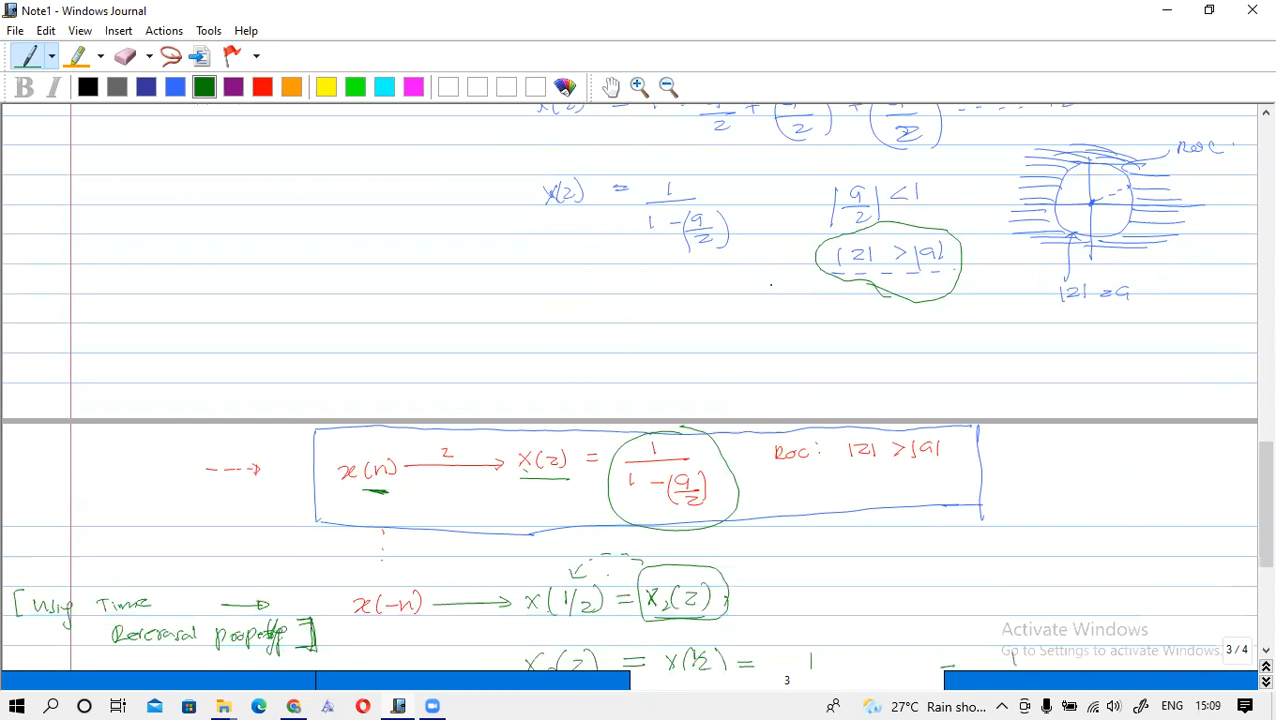 Note1 - Windows Journal
File Edit View Insert Actions Tools Help
B I
x(z) = 1 / (1 - (a/z)) |a/z| < 1
ROC
|z| > |a|
|z| = a
x(n) —z→ X(z) = 1 / (1 - (a/z)) ROC: |z| > |a|
[Using Time → x(-n) → x(1/z) = X₂(z)
Reversal property]
= x(1/z) = 1
Activate Windows
Go to Settings to activate Windows.
3 / 4
3
27°C Rain sho... ENG 15:09